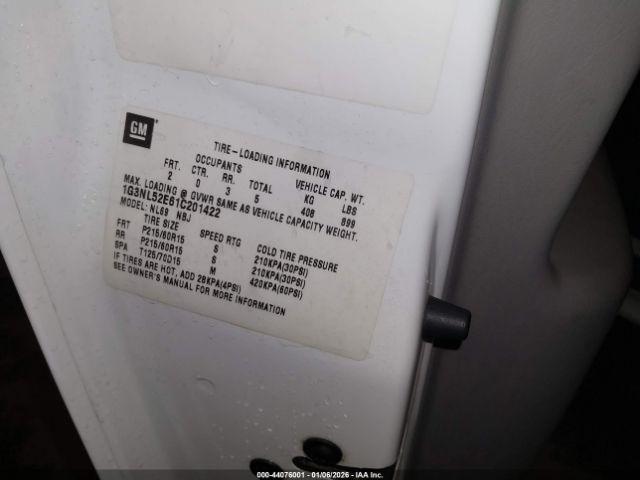 GM
TIRE-LOADING INFORMATION
OCCUPANTS VEHICLE CAP. WT.
FRT. CTR. RR. TOTAL KG LBS
2 0 3 5 408 899
MAX. LOADING @ GVWR SAME AS VEHICLE CAPACITY WEIGHT.
1G3NL52E61C201422
MODEL: NL69 NBJ
TIRE SIZE SPEED RTG COLD TIRE PRESSURE
FRT P215/60R15 S 210KPA(30PSI)
RR P215/60R15 S 210KPA(30PSI)
SPA T125/70D15 M 420KPA(60PSI)
IF TIRES ARE HOT, ADD 28KPA(4PSI)
SEE OWNER'S MANUAL FOR MORE INFORMATION
000-44076001 - 01/06/2026 - IAA Inc.